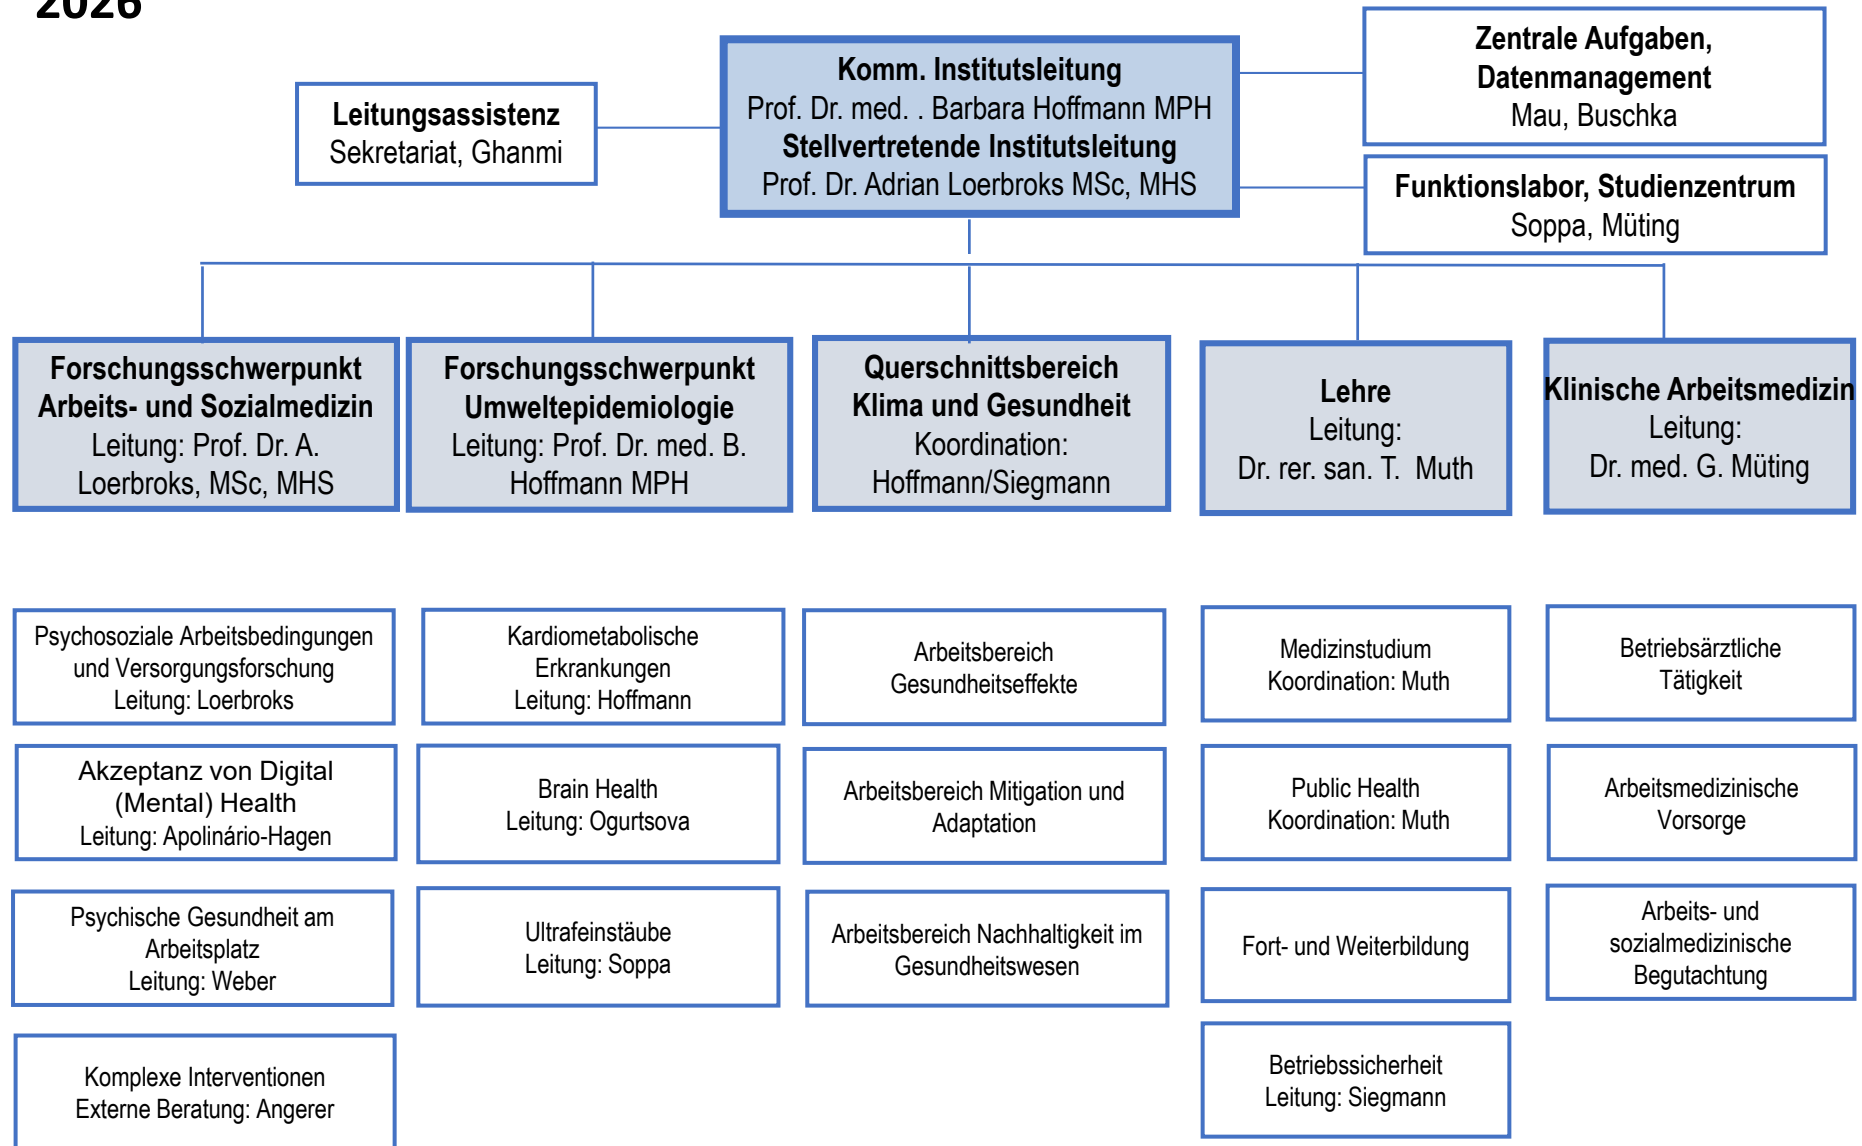 2026
Komm. Institutsleitung
Prof. Dr. med. . Barbara Hoffmann MPH
Stellvertretende Institutsleitung
Prof. Dr. Adrian Loerbroks MSc, MHS
Leitungsassistenz
Sekretariat, Ghanmi
Zentrale Aufgaben,
Datenmanagement
Mau, Buschka
Funktionslabor, Studienzentrum
Soppa, Müting
Forschungsschwerpunkt
Arbeits- und Sozialmedizin
Leitung: Prof. Dr. A.
Loerbroks, MSc, MHS
Forschungsschwerpunkt
Umweltepidemiologie
Leitung: Prof. Dr. med. B.
Hoffmann MPH
Querschnittsbereich
Klima und Gesundheit
Koordination:
Hoffmann/Siegmann
Lehre
Leitung:
Dr. rer. san. T. Muth
Klinische Arbeitsmedizin
Leitung:
Dr. med. G. Müting
Psychosoziale Arbeitsbedingungen
und Versorgungsforschung
Leitung: Loerbroks
Kardiometabolische
Erkrankungen
Leitung: Hoffmann
Arbeitsbereich
Gesundheitseffekte
Medizinstudium
Koordination: Muth
Betriebsärztliche
Tätigkeit
Akzeptanz von Digital
(Mental) Health
Leitung: Apolinário-Hagen
Brain Health
Leitung: Ogurtsova
Arbeitsbereich Mitigation und
Adaptation
Public Health
Koordination: Muth
Arbeitsmedizinische
Vorsorge
Psychische Gesundheit am
Arbeitsplatz
Leitung: Weber
Ultrafeinstäube
Leitung: Soppa
Arbeitsbereich Nachhaltigkeit im
Gesundheitswesen
Fort- und Weiterbildung
Arbeits- und
sozialmedizinische
Begutachtung
Komplexe Interventionen
Externe Beratung: Angerer
Betriebssicherheit
Leitung: Siegmann